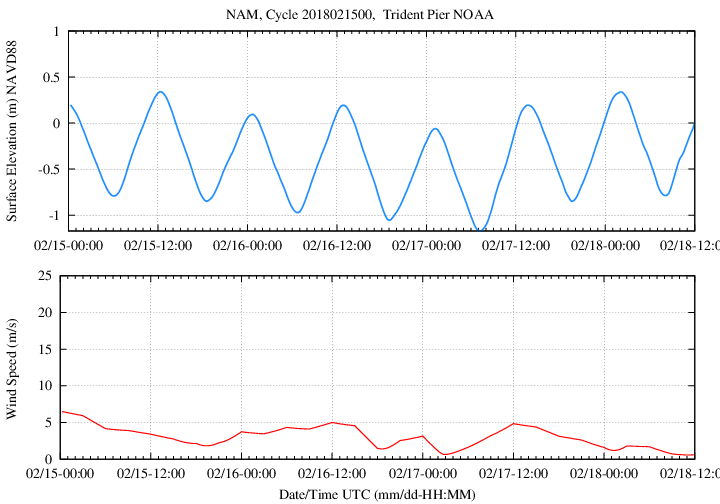 NAM, Cycle 2018021500,  Trident Pier NOAA
Surface Elevation (m) NAVD88
1
0.5
0
-0.5
-1
02/15-00:00 02/15-12:00 02/16-00:00 02/16-12:00 02/17-00:00 02/17-12:00 02/18-00:00 02/18-12:0
Wind Speed (m/s)
25
20
15
10
5
0
02/15-00:00 02/15-12:00 02/16-00:00 02/16-12:00 02/17-00:00 02/17-12:00 02/18-00:00 02/18-12:0
Date/Time UTC (mm/dd-HH:MM)